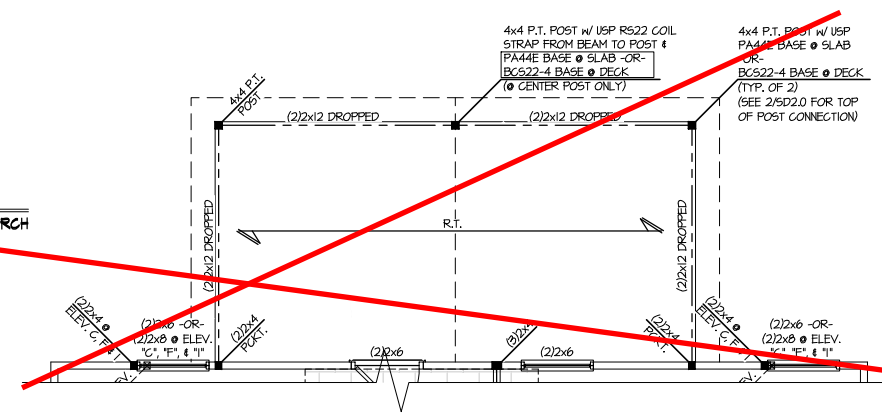 4x4 P.T. POST W/ USP RS22 COIL
STRAP FROM BEAM TO POST &
PA44E BASE @ SLAB -OR-
BCS22-4 BASE @ DECK
(@ CENTER POST ONLY)
4x4 P.T. POST W/ USP
PA44E BASE @ SLAB
-OR-
BCS22-4 BASE @ DECK
(TYP. OF 2)
(SEE 2/SD2.0 FOR TOP
OF POST CONNECTION)
4x4 P.T.
POST
(2)2x12 DROPPED
(2)2x12 DROPPED
RCH
(2)2x12 DROPPED
R.T.
(2)2x12 DROPPED
(2)2x4 @
ELEV. C, F & I
(2)2x6 -OR-
(2)2x8 @ ELEV.
"C", "F", & "I"
(2)2x4
PCKT.
(2)2x6
(3)2x4
(2)2x6
(2)2x4
PCKT.
(2)2x4 @
ELEV. C, F & I
(2)2x6 -OR-
(2)2x8 @ ELEV.
"C", "F", & "I"
EV.
EV.